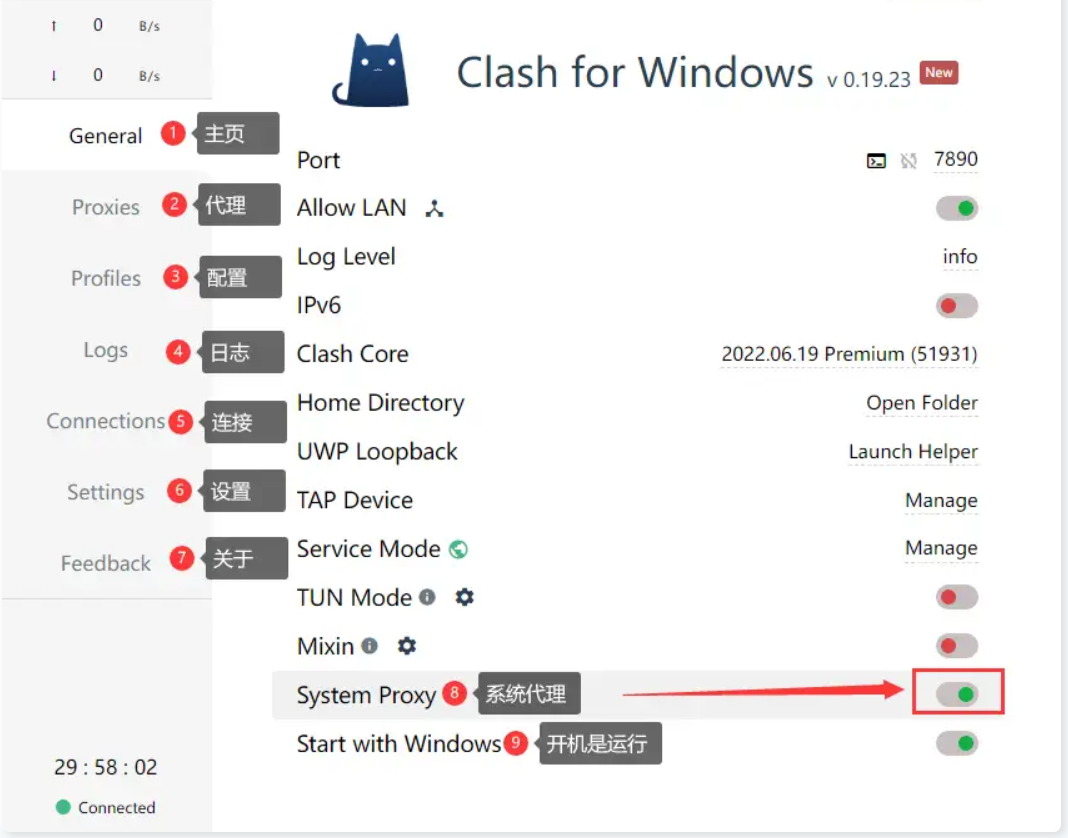 ↑ 0 B/s
↓ 0 B/s
Clash for Windows v 0.19.23 New
General 1 主页
Proxies 2 代理
Profiles 3 配置
Logs 4 日志
Connections 5 连接
Settings 6 设置
Feedback 7 关于
Port 7890
Allow LAN
Log Level info
IPv6
Clash Core 2022.06.19 Premium (51931)
Home Directory Open Folder
UWP Loopback Launch Helper
TAP Device Manage
Service Mode Manage
TUN Mode
Mixin
System Proxy 8 系统代理
Start with Windows 9 开机是运行
29 : 58 : 02
Connected